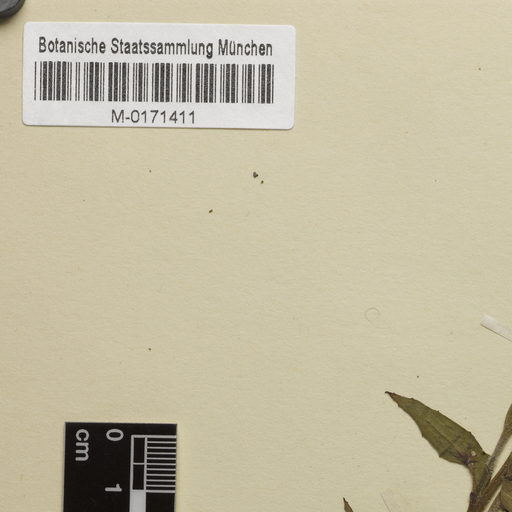 Botanische Staatssammlung München
M-0171411
cm
0
1